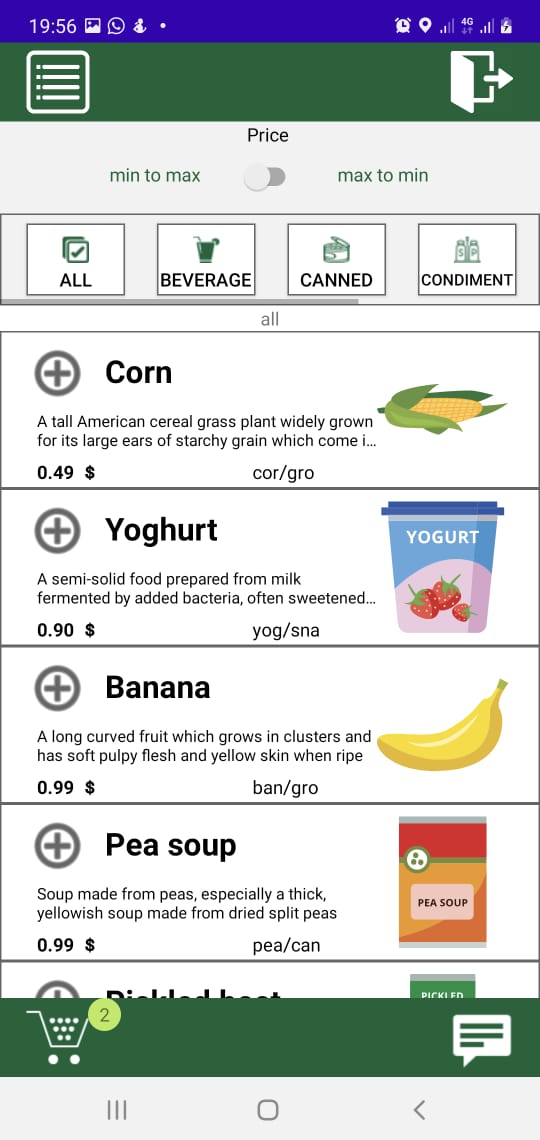 19:56
4G
Price
min to max
max to min
ALL
BEVERAGE
CANNED
CONDIMENT
all
Corn
A tall American cereal grass plant widely grown
for its large ears of starchy grain which come i...
0.49 $
cor/gro
Yoghurt
YOGURT
A semi-solid food prepared from milk
fermented by added bacteria, often sweetened...
0.90 $
yog/sna
Banana
A long curved fruit which grows in clusters and
has soft pulpy flesh and yellow skin when ripe
0.99 $
ban/gro
Pea soup
PEA SOUP
Soup made from peas, especially a thick,
yellowish soup made from dried split peas
0.99 $
pea/can
Pickled beet
PICKLED
2